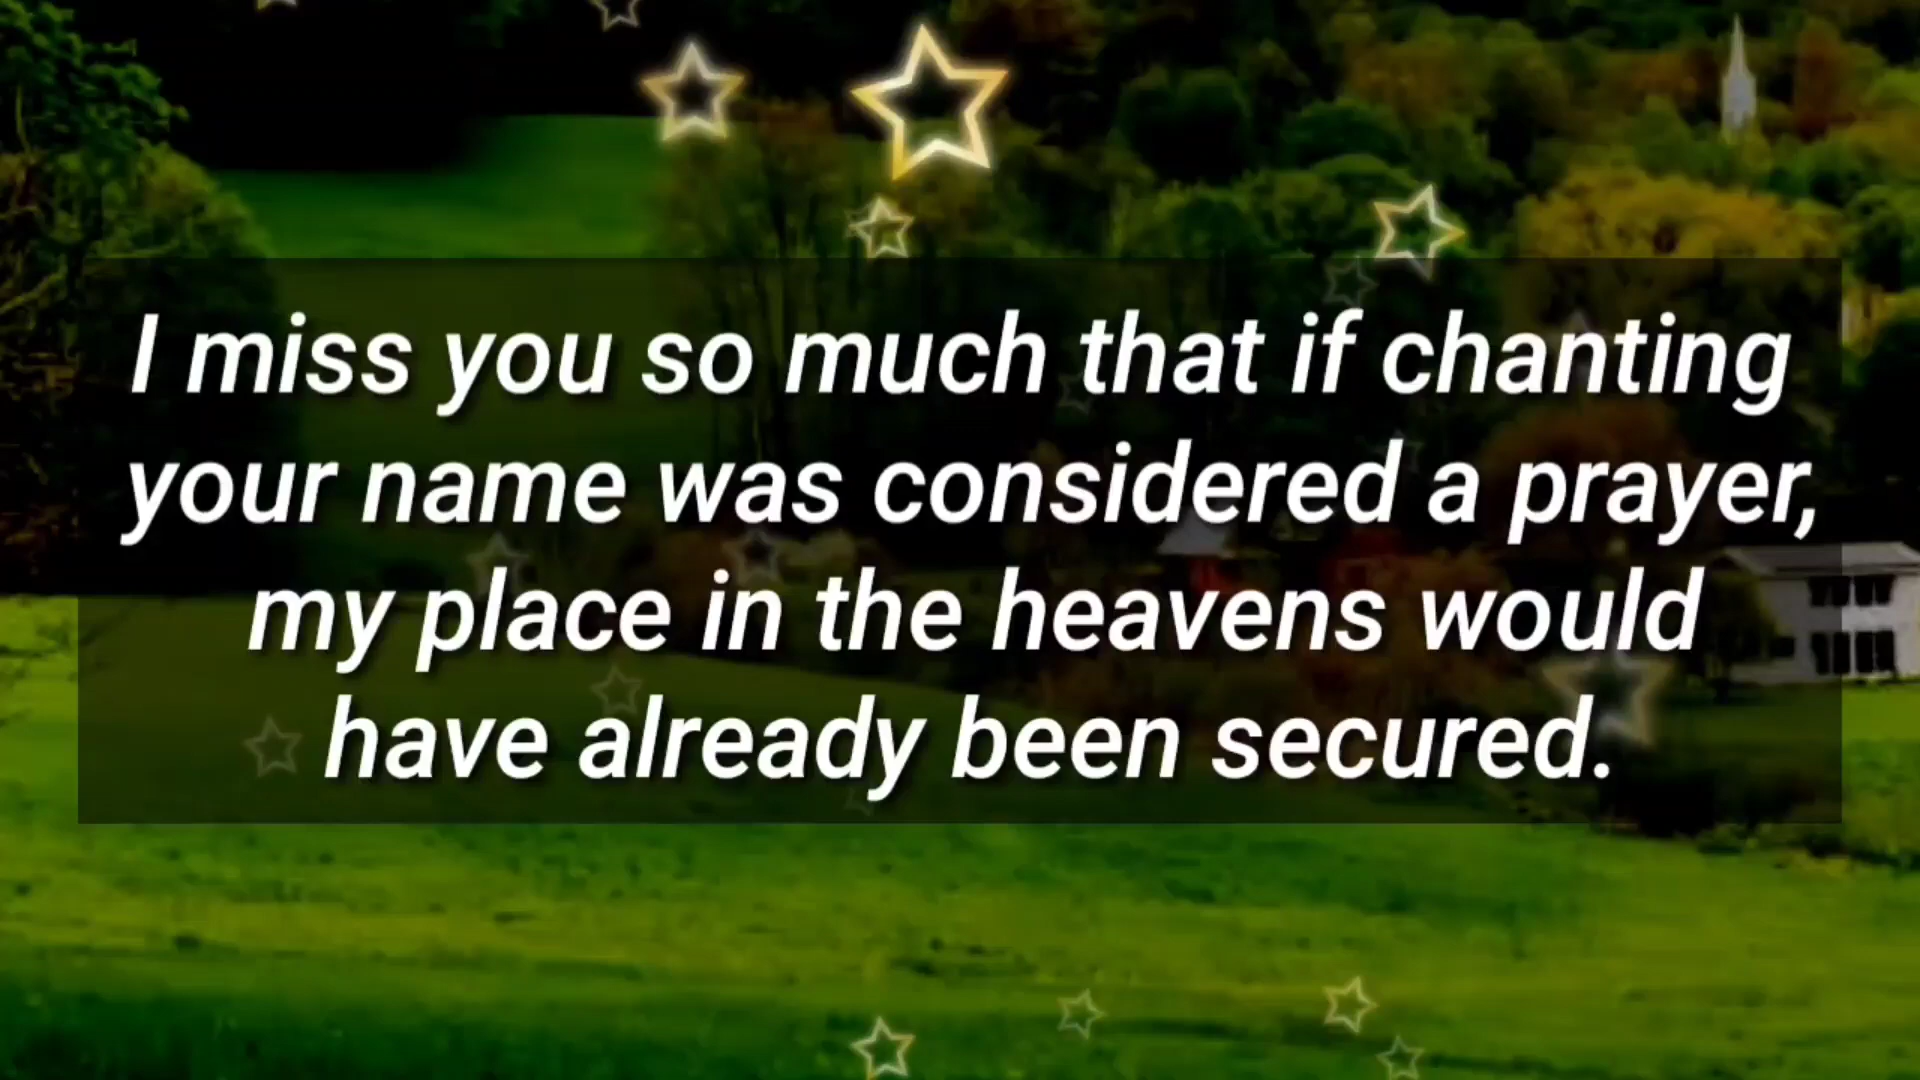 I miss you so much that if chanting
your name was considered a prayer,
my place in the heavens would
have already been secured.